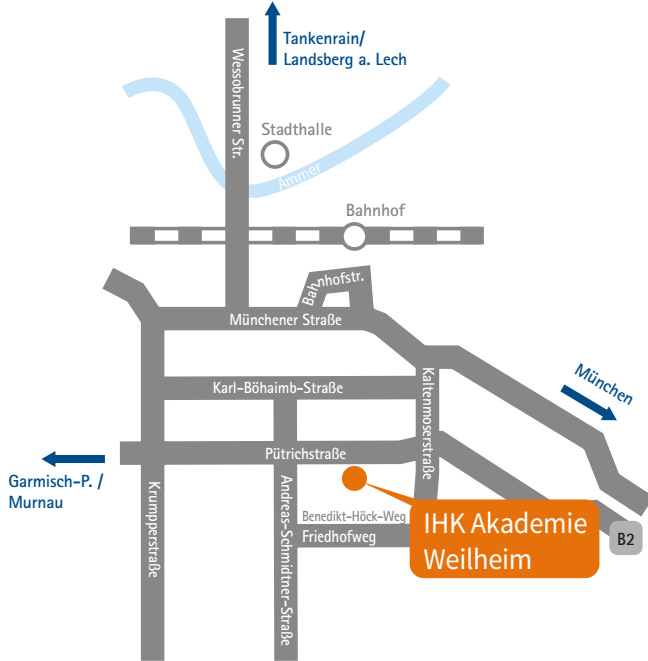 Tankenrain/
Landsberg a. Lech
Wessobrunner Str.
Stadthalle
Ammer
Bahnhof
Bahnhofstr.
Münchener Straße
München
Karl-Böhaimb-Straße
Kaltenmoserstraße
Pütrichstraße
Garmisch-P. /
Murnau
Krumpperstraße
Andreas-Schmidtner-Straße
Benedikt-Höck-Weg
Friedhofweg
IHK Akademie
Weilheim
B2